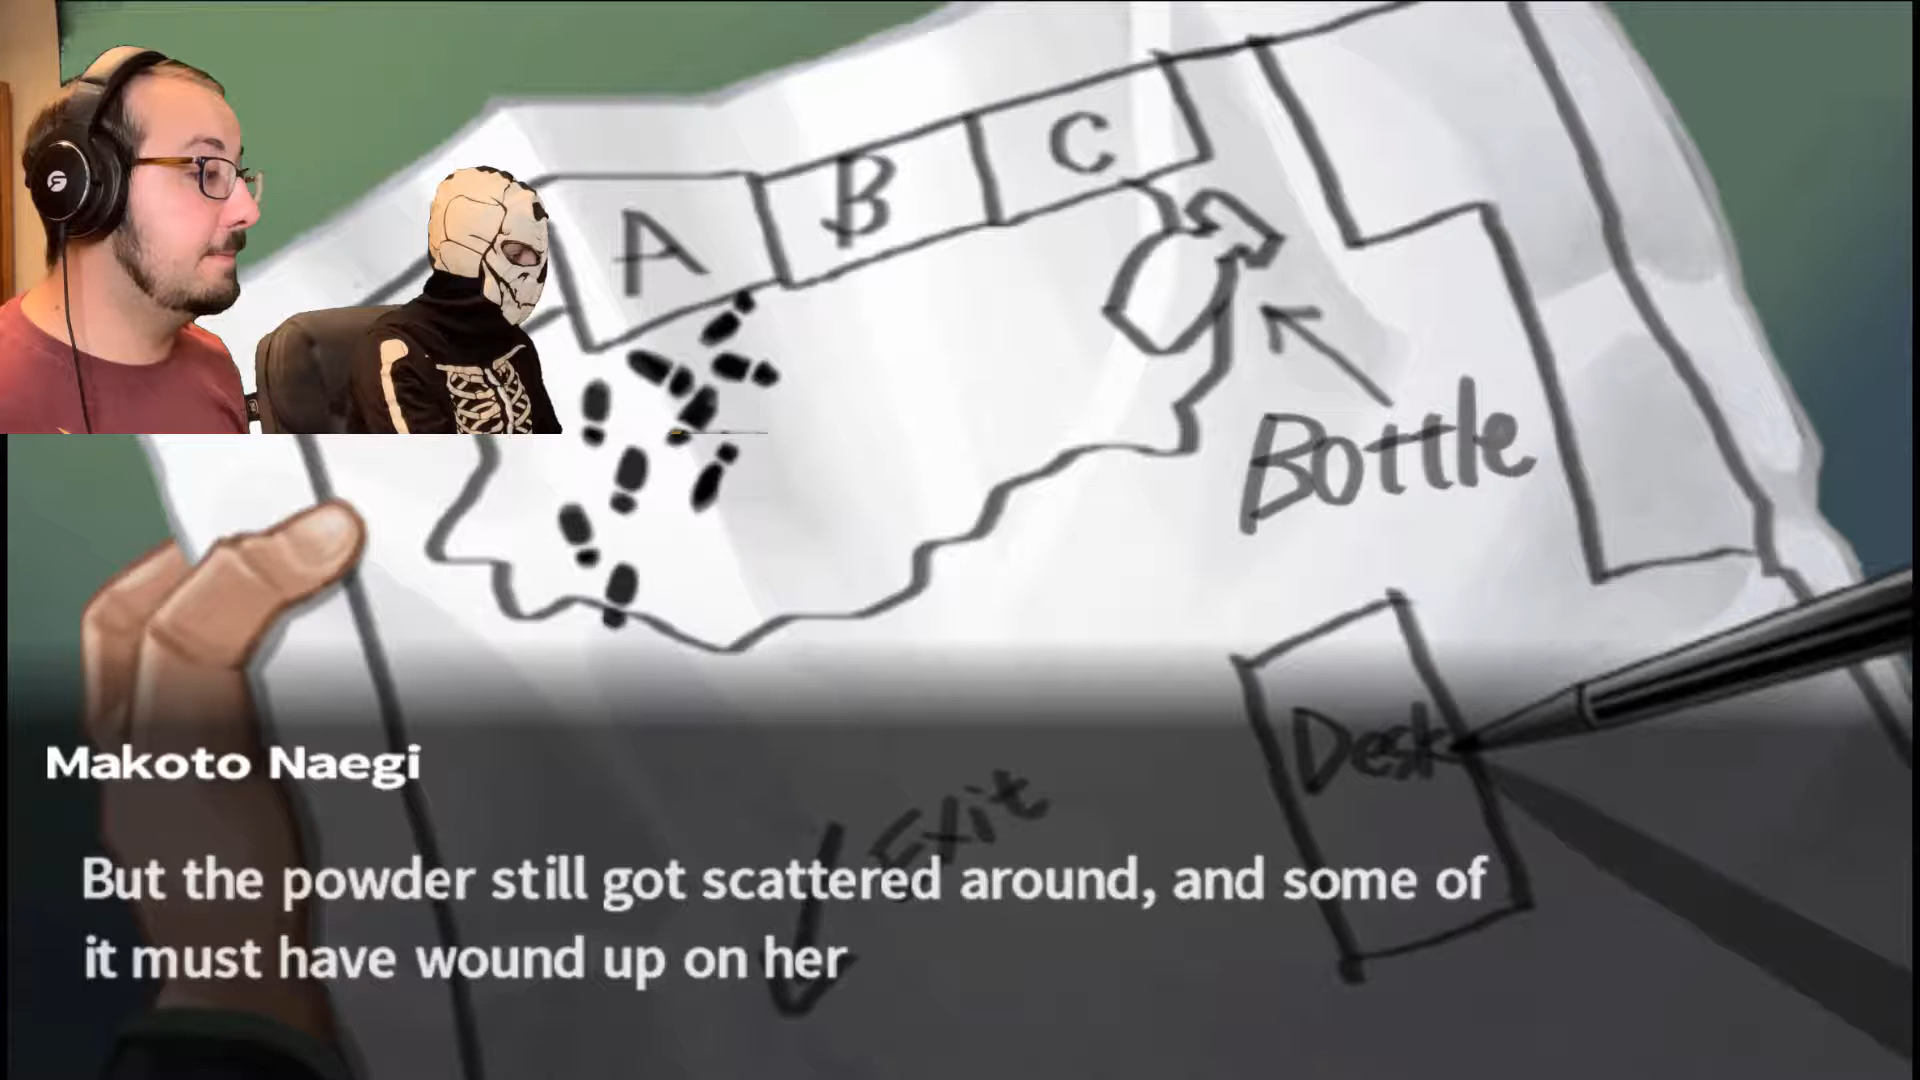 A
B
C
Bottle
Desk
Exit
Makoto Naegi
But the powder still got scattered around, and some of
it must have wound up on her